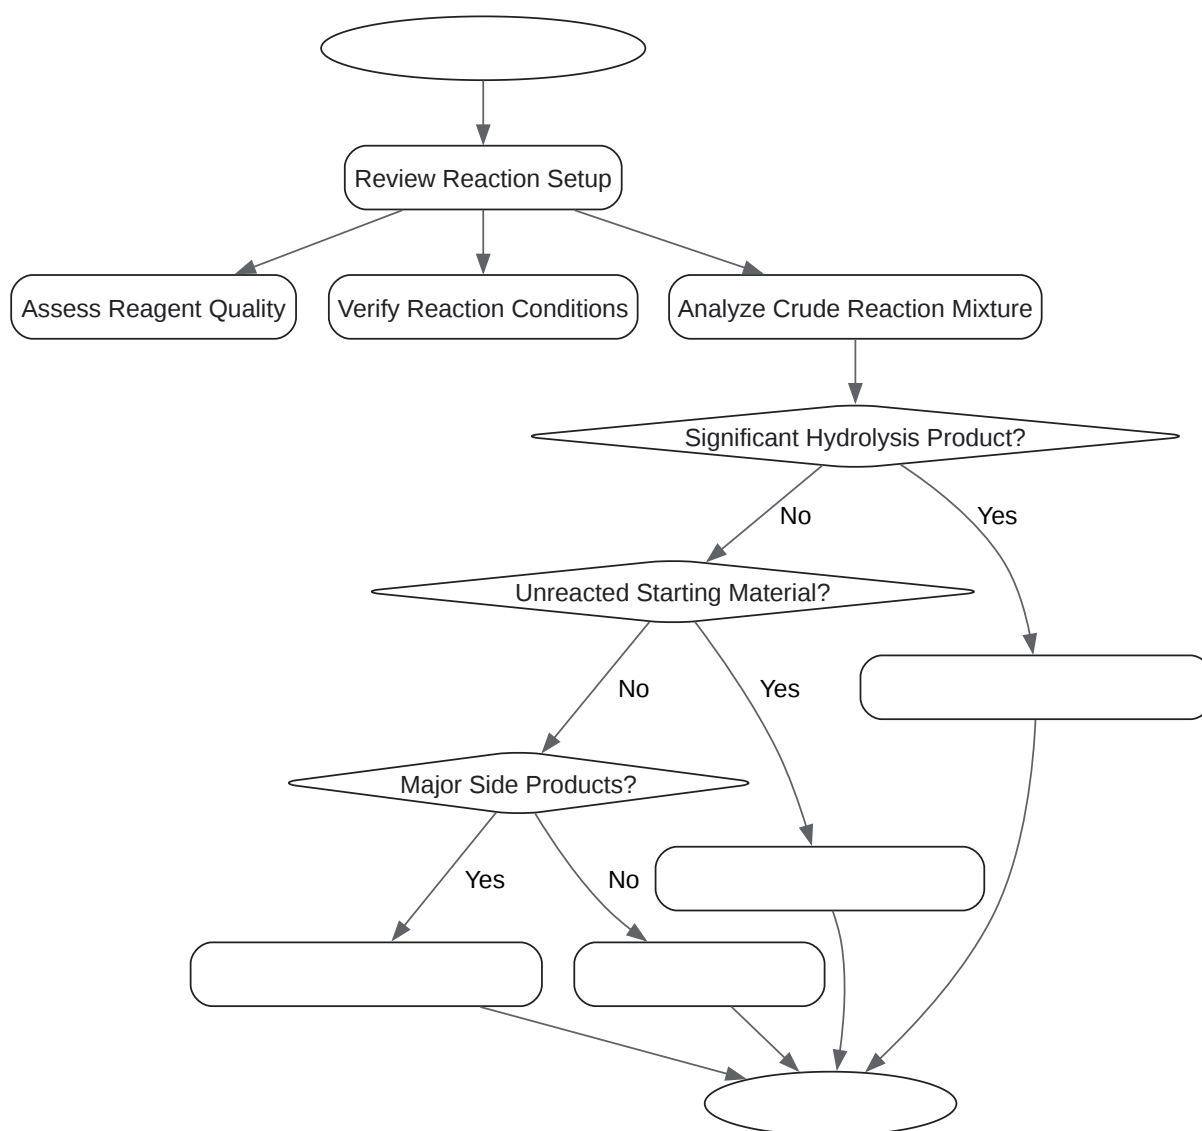 Review Reaction Setup
Assess Reagent Quality
Verify Reaction Conditions
Analyze Crude Reaction Mixture
Significant Hydrolysis Product?
No
Yes
Unreacted Starting Material?
No
Yes
Major Side Products?
Yes
No